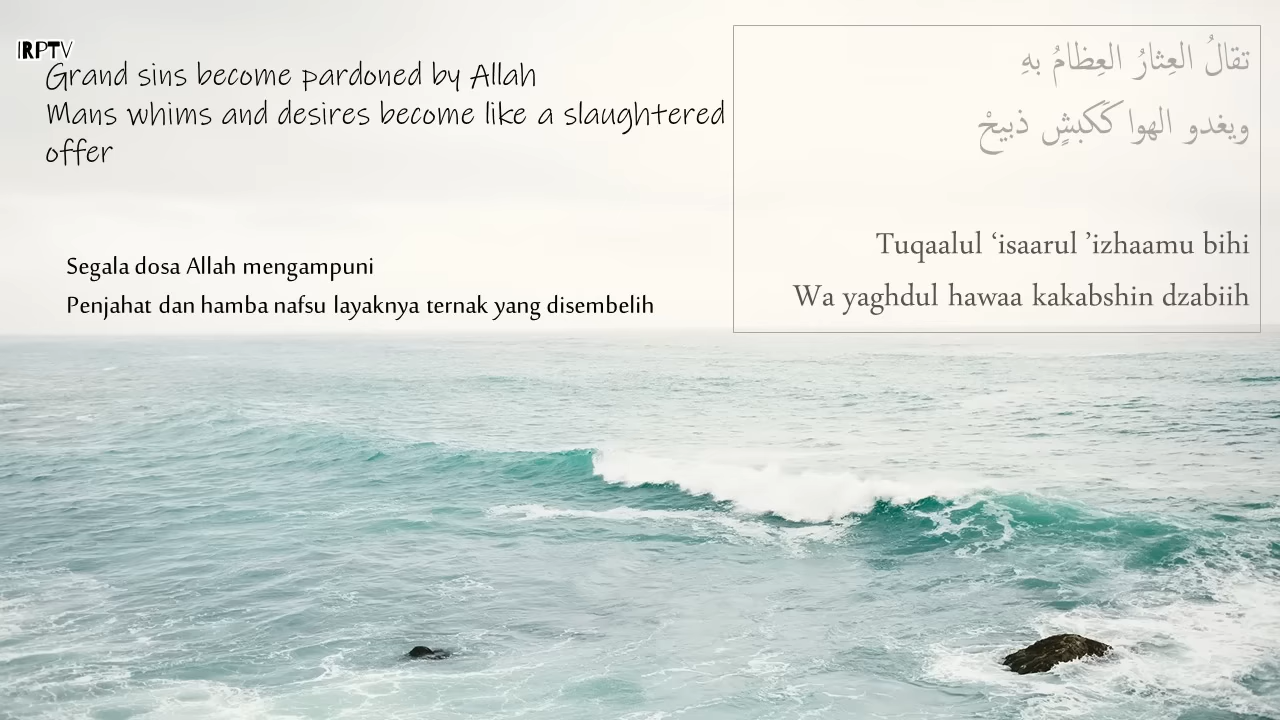 IRPTV
Grand sins become pardoned by Allah
Mans whims and desires become like a slaughtered
offer
Segala dosa Allah mengampuni
Penjahat dan hamba nafsu layaknya ternak yang disembelih
تقالُ العِثارُ العِظامُ بهِ
ويغدو الهوا ككَبشٍ ذبيحْ
Tuqaalul ‘isaarul ’izhaamu bihi
Wa yaghdul hawaa kakabshin dzabiih